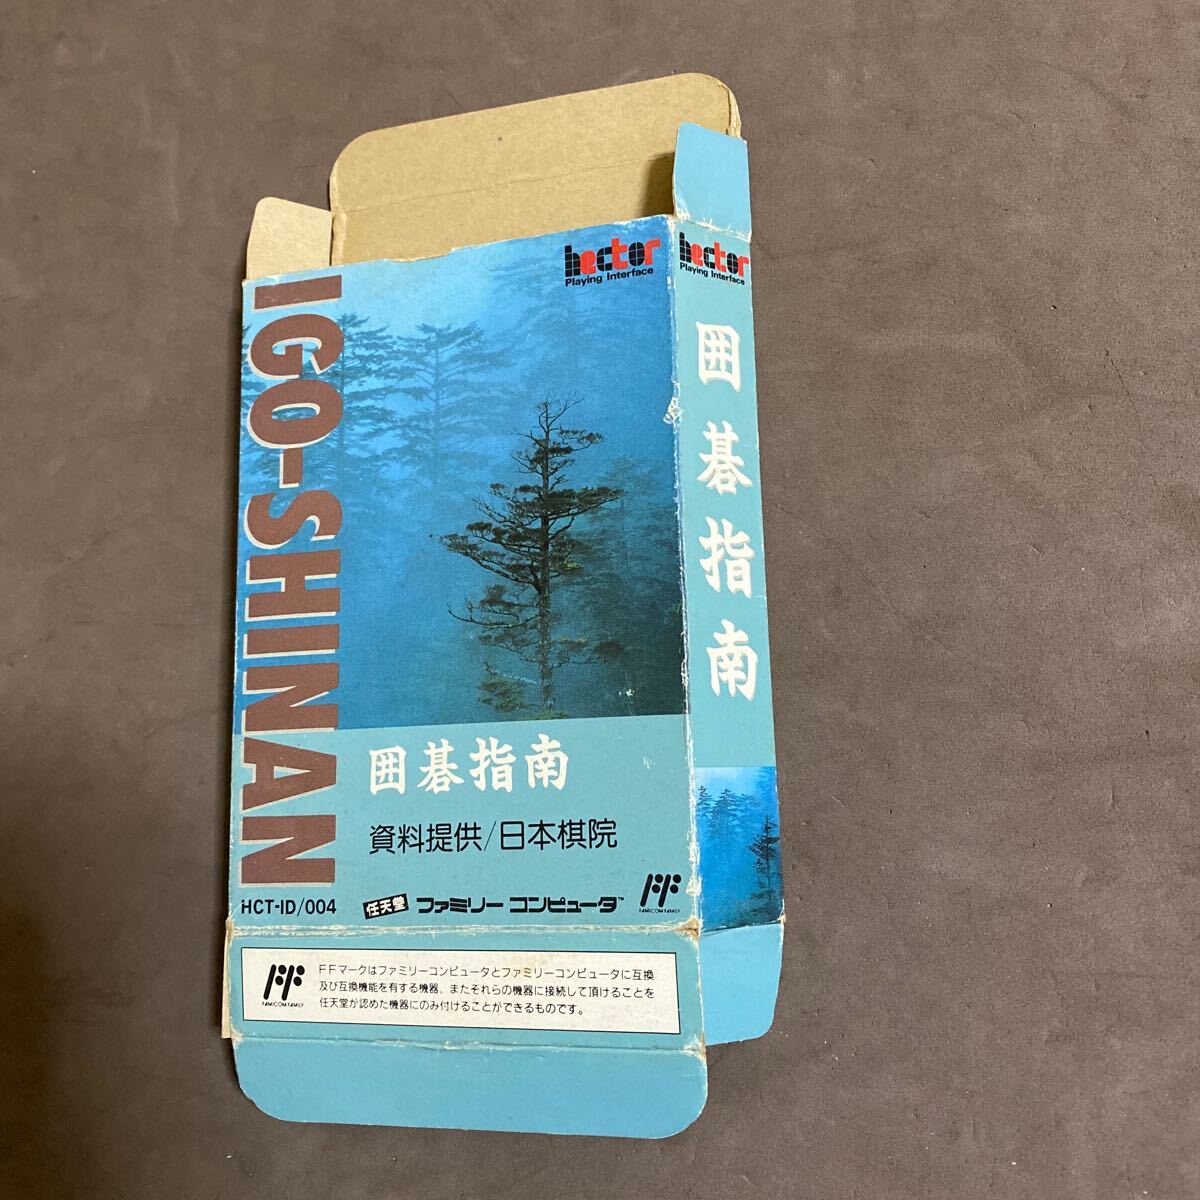 hector
Playing Interface
IGO-SHINAN
囲碁指南
資料提供/日本棋院
HCT-ID/004
任天堂 ファミリーコンピュータ™
FAMICOM FAMILY
FFマークはファミリーコンピュータとファミリーコンピュータに互換
及び互換機能を有する機器、またそれらの機器に接続して頂けることを
任天堂が認めた機器にのみ付けることができるものです。
FAMICOM FAMILY
hector
Playing Interface
囲碁指南